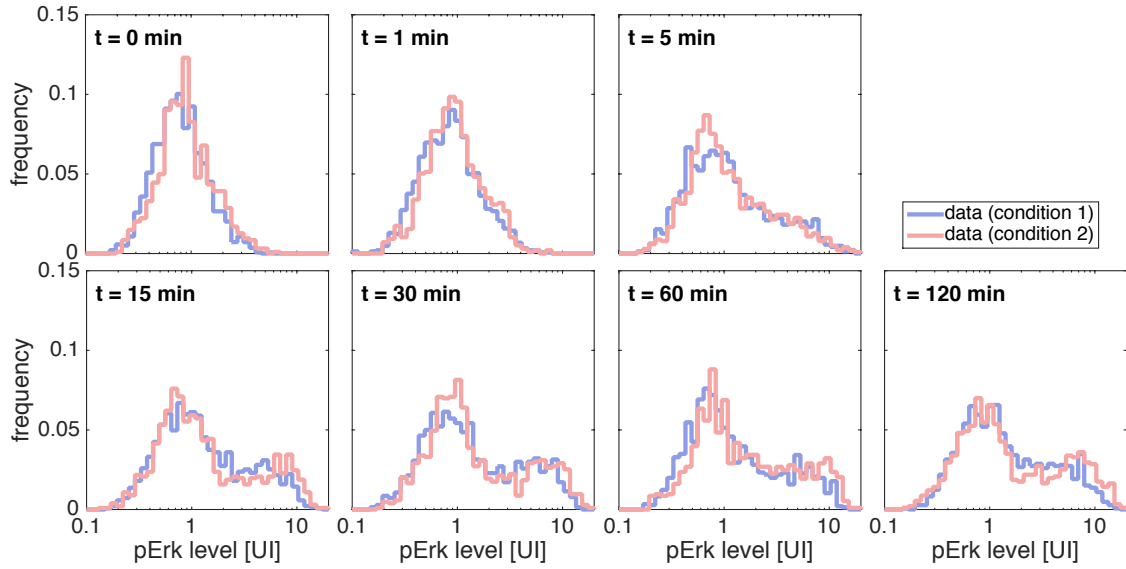 0.15
t = 0 min
t = 1 min
t = 5 min
0.1
frequency
0.05
0
data (condition 1)
data (condition 2)
0.15
t = 15 min
t = 30 min
t = 60 min
t = 120 min
0.1
frequency
0.05
0
0.1 1 10 0.1 1 10 0.1 1 10 0.1 1 10
pErk level [UI] pErk level [UI] pErk level [UI] pErk level [UI]